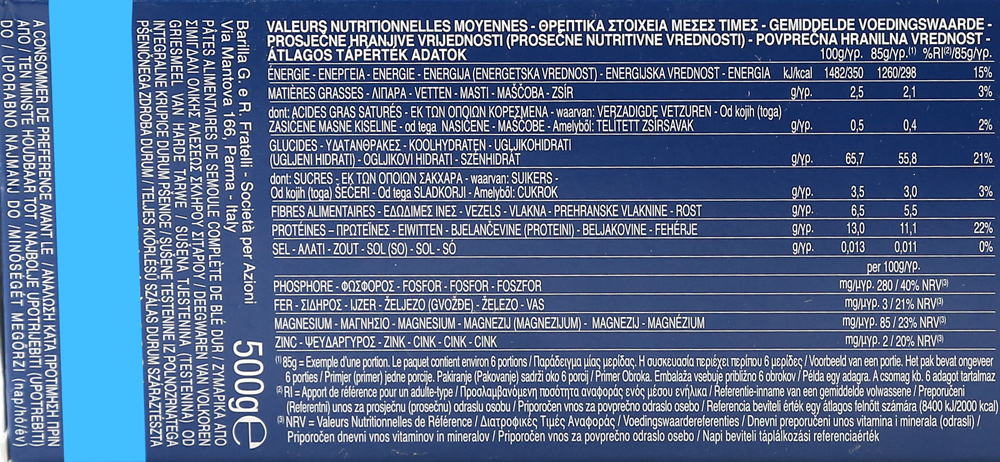 VALEURS NUTRITIONNELLES MOYENNES - ΘΡΕΠΤΙΚΑ ΣΤΟΙΧΕΙΑ ΜΕΣΕΣ ΤΙΜΕΣ - GEMIDDELDE VOEDINGSWAARDE -
PROSJEČNE HRANJIVE VRIJEDNOSTI (PROSEČNE NUTRITIVNE VREDNOSTI) - POVPREČNA HRANILNA VREDNOST -
ÁTLAGOS TÁPÉRTÉK ADATOK 100g/γρ. 85g/γρ.(1) %RI(2)/85g/γρ.
ÉNERGIE - ΕΝΕΡΓΕΙΑ - ENERGIE - ENERGIJA (ENERGETSKA VREDNOST) - ENERGIJSKA VREDNOST - ENERGIA kJ/kcal 1482/350 1260/298 15%
MATIÈRES GRASSES - ΛΙΠΑΡΑ - VETTEN - MASTI - MAŠČOBA - ZSÍR g/γρ. 2,5 2,1 3%
dont: ACIDES GRAS SATURÉS - ΕΚ ΤΩΝ ΟΠΟΙΩΝ ΚΟΡΕΣΜΕΝΑ - waarvan: VERZADIGDE VETZUREN - Od kojih (toga)
ZASIĆENE MASNE KISELINE - od tega NASIČENE - MAŠČOBE - Amelyből: TELÍTETT ZSÍRSAVAK g/γρ. 0,5 0,4 2%
GLUCIDES - ΥΔΑΤΑΝΘΡΑΚΕΣ - KOOLHYDRATEN - UGLJIKOHIDRATI
(UGLJENI HIDRATI) - OGLJIKOVI HIDRATI - SZÉNHIDRÁT g/γρ. 65,7 55,8 21%
dont: SUCRES - ΕΚ ΤΩΝ ΟΠΟΙΩΝ ΣΑΚΧΑΡΑ - waarvan: SUIKERS -
Od kojih (toga) ŠEĆERI - Od tega SLADKORJI - Amelyből: CUKROK g/γρ. 3,5 3,0 3%
FIBRES ALIMENTAIRES - ΕΔΩΔΙΜΕΣ ΙΝΕΣ - VEZELS - VLAKNA - PREHRANSKE VLAKNINE - ROST g/γρ. 6,5 5,5
PROTÉINES - ΠΡΩΤΕΪΝΕΣ - EIWITTEN - BJELANČEVINE (PROTEINI) - BELJAKOVINE - FEHÉRJE g/γρ. 13,0 11,1 22%
SEL - ΑΛΑΤΙ - ZOUT - SOL (SO) - SOL - SÓ g/γρ. 0,013 0,011 0%
per 100g/γρ.
PHOSPHORE - ΦΩΣΦΟΡΟΣ - FOSFOR - FOSFOR - FOSZFOR mg/μγρ. 280 / 40% NRV(3)
FER - ΣΙΔΗΡΟΣ - IJZER - ŽELJEZO (GVOŽĐE) - ŽELEZO - VAS mg/μγρ. 3 / 21% NRV(3)
MAGNESIUM - ΜΑΓΝΗΣΙΟ - MAGNESIUM - MAGNEZIJ (MAGNEZIJUM) - MAGNEZIJ - MAGNÉZIUM mg/μγρ. 85 / 23% NRV(3)
ZINC - ΨΕΥΔΑΡΓΥΡΟΣ - ZINK - CINK - CINK - CINK mg/μγρ. 2 / 20% NRV(3)
(1) 85g = Exemple d'une portion. Le paquet contient environ 6 portions / Παράδειγμα μίας μερίδας. Η συσκευασία περιέχει περίπου 6 μερίδες / Voorbeeld van een portie. Het pak bevat ongeveer
6 porties / Primjer (primer) jedne porcije. Pakiranje (Pakovanje) sadrži oko 6 porcij / Primer Obroka. Embalaža vsebuje približno 6 obrokov / Példa egy adagra. A csomag kb. 6 adagot tartalmaz
(2) RI = Apport de référence pour un adulte-type / Προσλαμβανόμενη ποσότητα αναφοράς ενός μέσου ενήλικα / Referentie-inname van een gemiddelde volwassene / Preporučeni
(Referentni) unos za prosječnu (prosečnu) odraslu osobu / Priporočen vnos za povprečno odraslo osebo / Referencia beviteli érték egy átlagos felnőtt számára (8400 kJ/2000 kcal)
(3) NRV = Valeurs Nutritionnelles de Référence / Διατροφικές Τιμές Αναφοράς / Voedingswaardereferenties / Dnevni preporučeni unos vitamina i minerala (odrasli) /
Priporočen dnevni vnos vitaminov in mineralov / Priporočen vnos za povprečno odraslo osebo / Napi beviteli táplálkozási referenciaérték
Barilla G. e R. Fratelli - Società per Azioni
Via Mantova 166, Parma - Italy
500g e
PÂTES ALIMENTAIRES DE SEMOULE COMPLÈTE DE BLÉ DUR / ΖΥΜΑΡΙΚΑ ΑΠΟ
ΣΙΜΙΓΔΑΛΙ ΟΛΙΚΗΣ ΑΛΕΣΕΩΣ ΣΚΛΗΡΟΥ ΣΙΤΑΡΙΟΥ / DEEGWAREN VAN VOLKOREN
GRIESMEEL VAN HARDE TARWE / SUŠENA TJESTENINA (TESTENINA) OD
INTEGRALNE KRUPICE DURUM PŠENICE / SUŠENE TESTENINE IZ POLNOZRNATEGA
PŠENIČNEGA ZDROBA DURUM / TELJES KIŐRLÉSŰ SZÁLAS DURUM SZÁRAZTÉSZTA
A CONSOMMER DE PRÉFÉRENCE AVANT LE / ΑΝΑΛΩΣΗ ΚΑΤΑ ΠΡΟΤΙΜΗΣΗ ΠΡΙΝ
ΑΠΟ / TEN MINSTE HOUDBAAR TOT / NAJBOLJE UPOTRIJEBITI (UPOTREBITI)
DO / UPORABNO NAJMANJ DO / MINŐSÉGÉT MEGŐRZI (nap/hó/év)